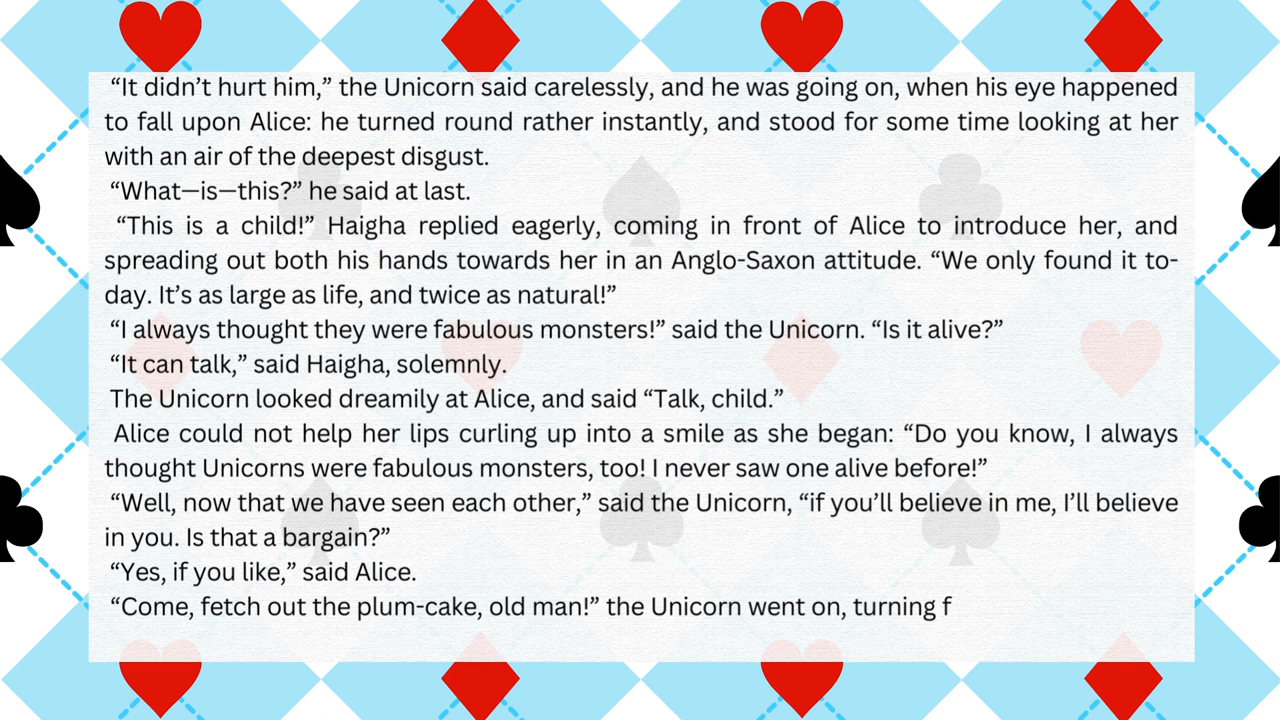 “It didn’t hurt him,” the Unicorn said carelessly, and he was going on, when his eye happened
to fall upon Alice: he turned round rather instantly, and stood for some time looking at her
with an air of the deepest disgust.
“What—is—this?” he said at last.
“This is a child!” Haigha replied eagerly, coming in front of Alice to introduce her, and
spreading out both his hands towards her in an Anglo-Saxon attitude. “We only found it to-
day. It’s as large as life, and twice as natural!”
“I always thought they were fabulous monsters!” said the Unicorn. “Is it alive?”
“It can talk,” said Haigha, solemnly.
The Unicorn looked dreamily at Alice, and said “Talk, child.”
Alice could not help her lips curling up into a smile as she began: “Do you know, I always
thought Unicorns were fabulous monsters, too! I never saw one alive before!”
“Well, now that we have seen each other,” said the Unicorn, “if you’ll believe in me, I’ll believe
in you. Is that a bargain?”
“Yes, if you like,” said Alice.
“Come, fetch out the plum-cake, old man!” the Unicorn went on, turning f